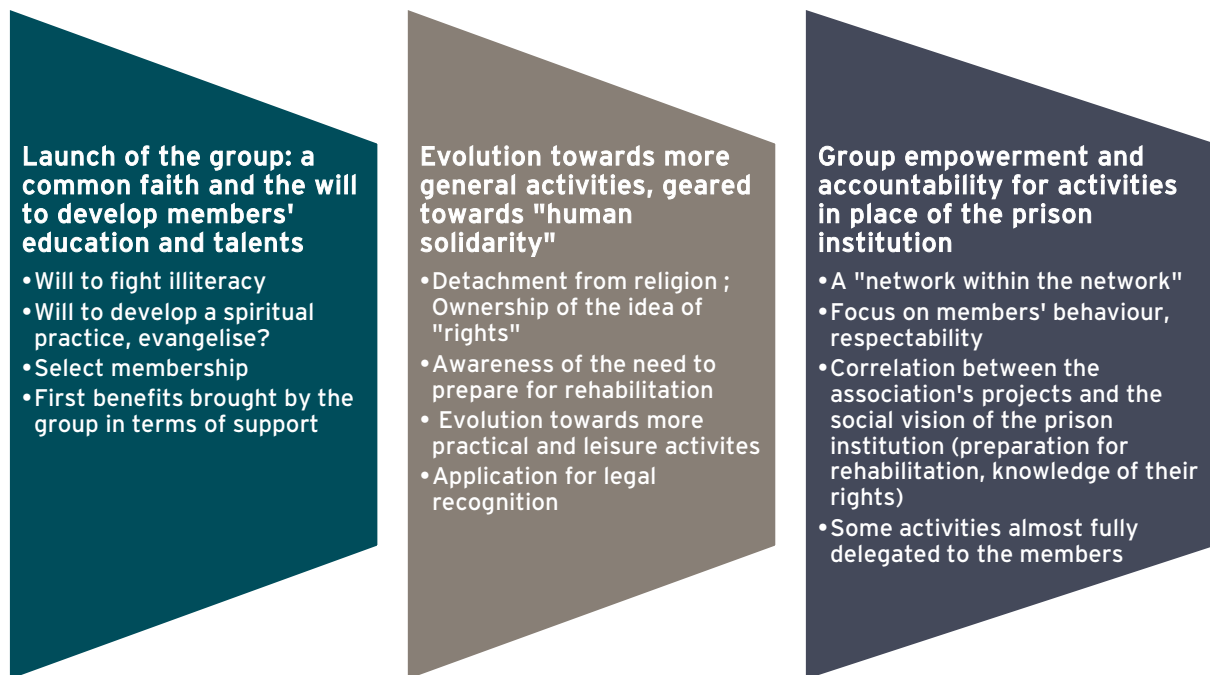 Launch of the group: a
common faith and the will
to develop members'
education and talents
•Will to fight illiteracy
•Will to develop a spiritual
practice, evangelise?
•Select membership
•First benefits brought by the
group in terms of support
Evolution towards more
general activities, geared
towards "human
solidarity"
•Detachment from religion ;
Ownership of the idea of
"rights"
•Awareness of the need to
prepare for rehabilitation
• Evolution towards more
practical and leisure activites
•Application for legal
recognition
Group empowerment and
accountability for activities
in place of the prison
institution
•A "network within the network"
•Focus on members' behaviour,
respectability
•Correlation between the
association's projects and the
social vision of the prison
institution (preparation for
rehabilitation, knowledge of their
rights)
•Some activities almost fully
delegated to the members